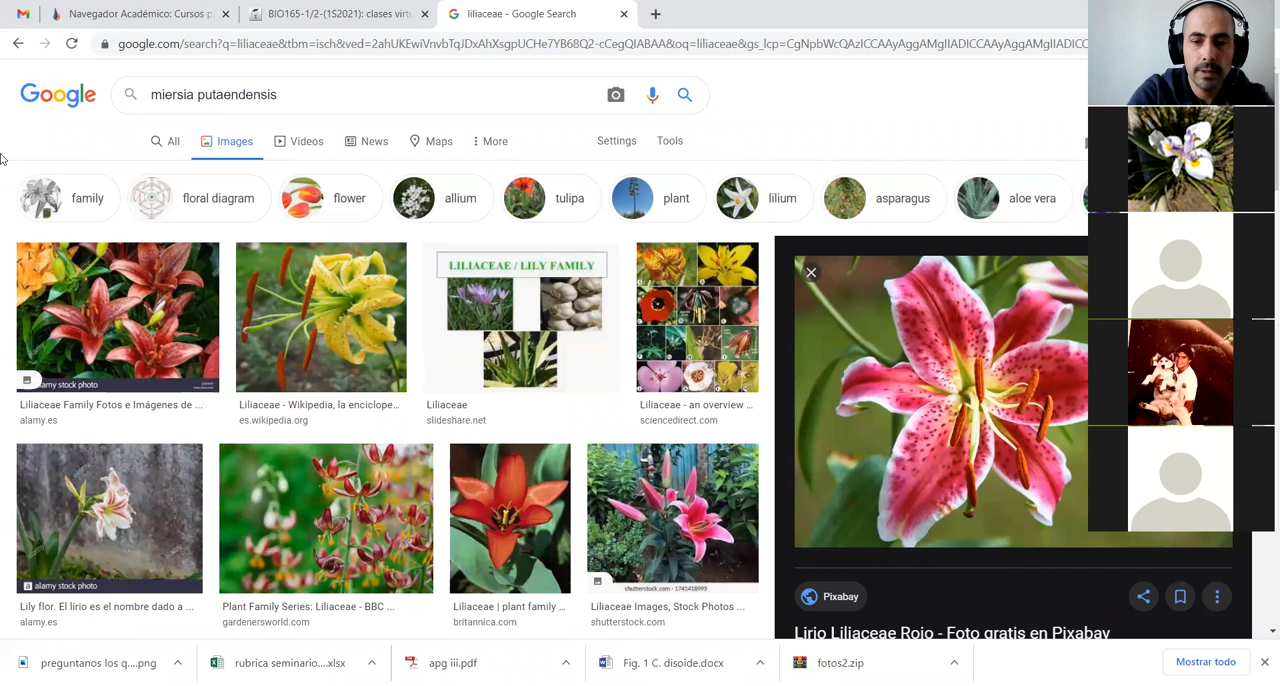 Navegador Académico: Cursos p
BIO165-1/2-(1S2021): clases virtu
liliaceae - Google Search
google.com/search?q=liliaceae&tbm=isch&ved=2ahUKEwiVnvbTqJDxAhXsgpUCHe7YB68Q2-cCegQIABAA&oq=liliaceae&gs_lcp=CgNpbWcQAzICCAAyAggAMgIIADICCAAyAggAMgIIADICC
Google
miersia putaendensis
All
Images
Videos
News
Maps
More
Settings
Tools
family
floral diagram
flower
allium
tulipa
plant
lilium
asparagus
aloe vera
LILIACEAE / LILY FAMILY
alamy stock photo
Liliaceae Family Fotos e Imágenes de ...
alamy.es
Liliaceae - Wikipedia, la enciclope...
es.wikipedia.org
Liliaceae
slideshare.net
Liliaceae - an overview ...
sciencedirect.com
alamy stock photo
shutterstock.com · 1741418993
Lily flor. El lirio es el nombre dado a ...
alamy.es
Plant Family Series: Liliaceae - BBC ...
gardenersworld.com
Liliaceae | plant family ...
britannica.com
Liliaceae Images, Stock Photos ...
shutterstock.com
Pixabay
Lirio Liliaceae Rojo - Foto gratis en Pixabay
preguntanos los q....png
rubrica seminario....xlsx
apg iii.pdf
Fig. 1 C. disoide.docx
fotos2.zip
Mostrar todo